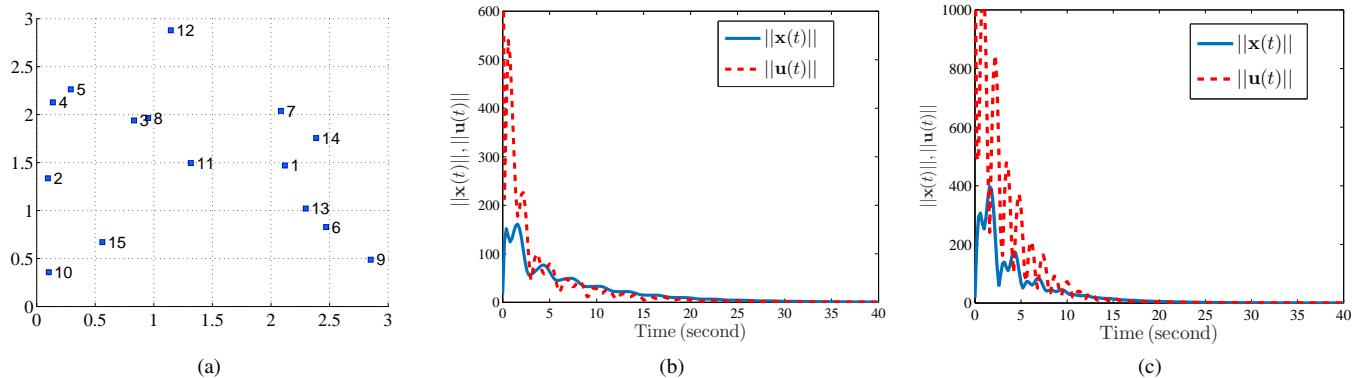 3
2.5
2
1.5
1
0.5
0
0 0.5 1 1.5 2 2.5 3
12
5
4
3 8
7
14
11
1
2
13
6
15
9
10
(a)
600
500
400
300
200
100
0
0 5 10 15 20 25 30 35 40
||x(t)||, ||u(t)||
Time (second)
||x(t)||
||u(t)||
(b)
1000
800
600
400
200
0
0 5 10 15 20 25 30 35 40
||x(t)||, ||u(t)||
Time (second)
||x(t)||
||u(t)||
(c)